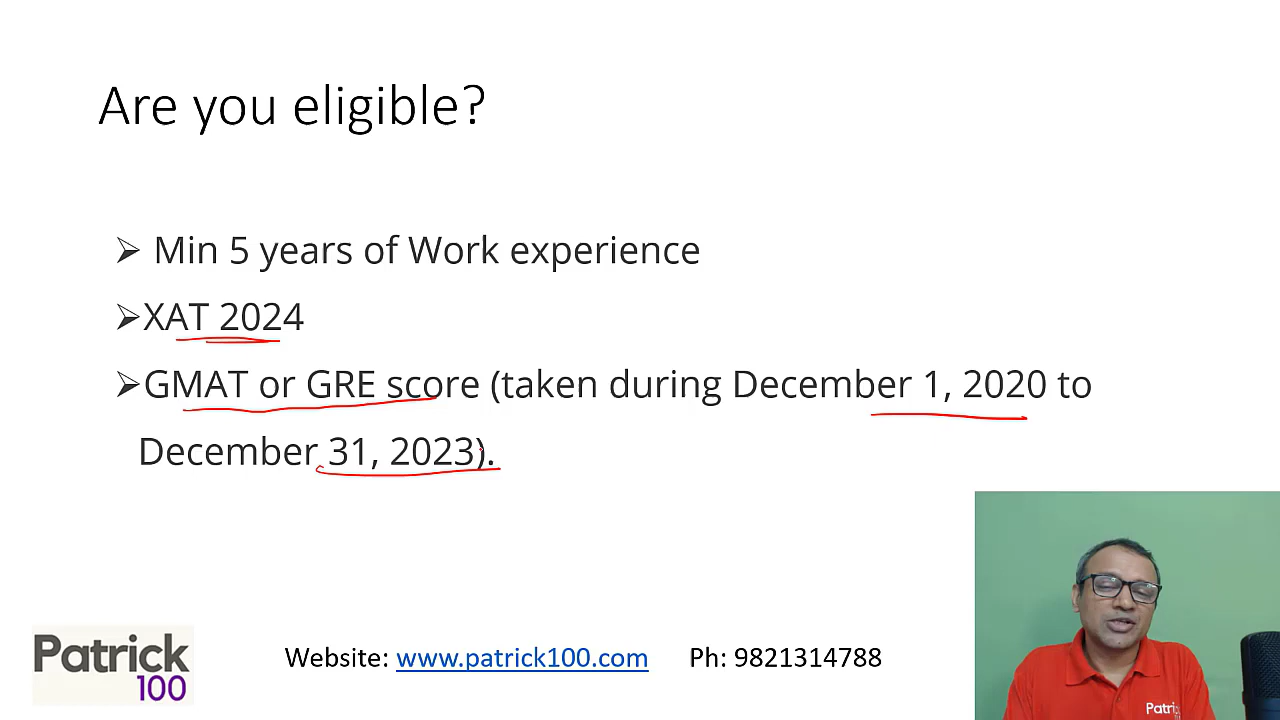 Are you eligible?
➢ Min 5 years of Work experience
➢XAT 2024
➢GMAT or GRE score (taken during December 1, 2020 to
December 31, 2023).
Patrick
100
Website: www.patrick100.com Ph: 9821314788